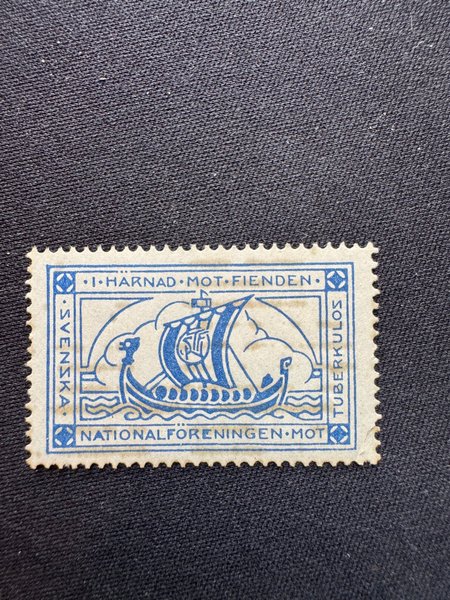 ·I·HÄRNAD·MOT·FIENDEN·
SVENSKA·
NATIONALFÖRENINGEN·MOT
TUBERKULOS